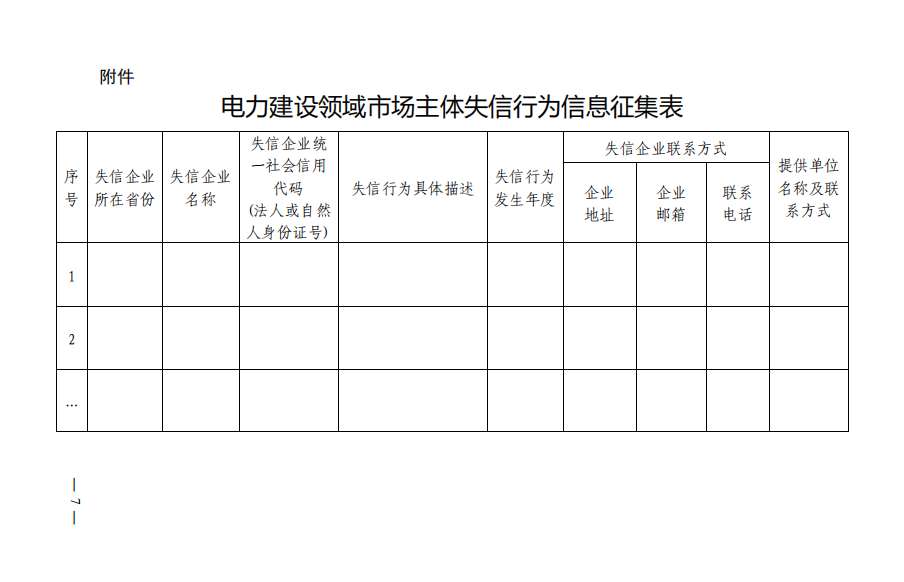 附件
电力建设领域市场主体失信行为信息征集表
序
号
失信企业
所在省份
失信企业
名称
失信企业统
一社会信用
代码
(法人或自然
人身份证号)
失信行为具体描述
失信行为
发生年度
失信企业联系方式
企业
地址
企业
邮箱
联系
电话
提供单位
名称及联
系方式
1
2
...
— 7 —